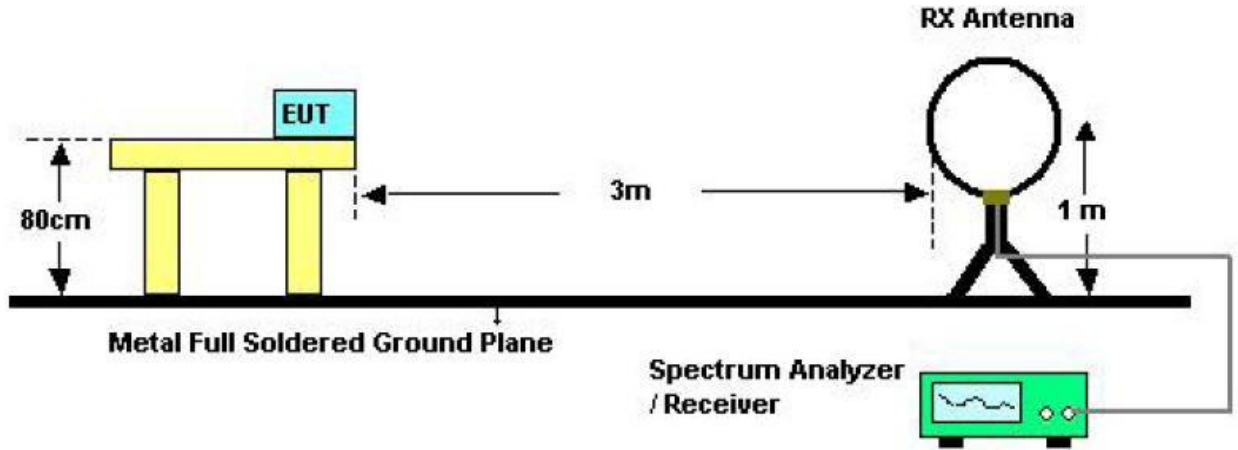 RX Antenna
EUT
80cm
3m
1 m
Metal Full Soldered Ground Plane
Spectrum Analyzer
/ Receiver